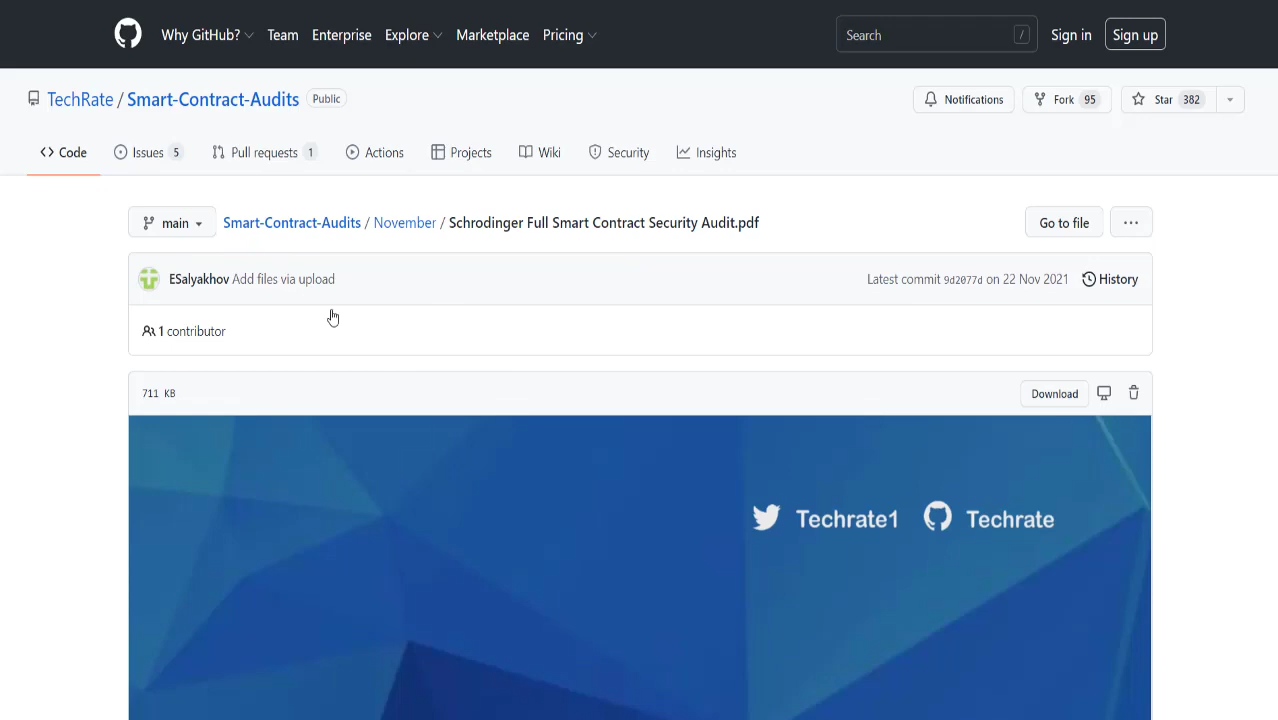 Why GitHub? Team Enterprise Explore Marketplace Pricing Search / Sign in Sign up
TechRate / Smart-Contract-Audits Public Notifications Fork 95 Star 382
Code Issues 5 Pull requests 1 Actions Projects Wiki Security Insights
main Smart-Contract-Audits / November / Schrodinger Full Smart Contract Security Audit.pdf Go to file ...
ESalyakhov Add files via upload Latest commit 9d2077d on 22 Nov 2021 History
1 contributor
711 KB Download
Techrate1 Techrate